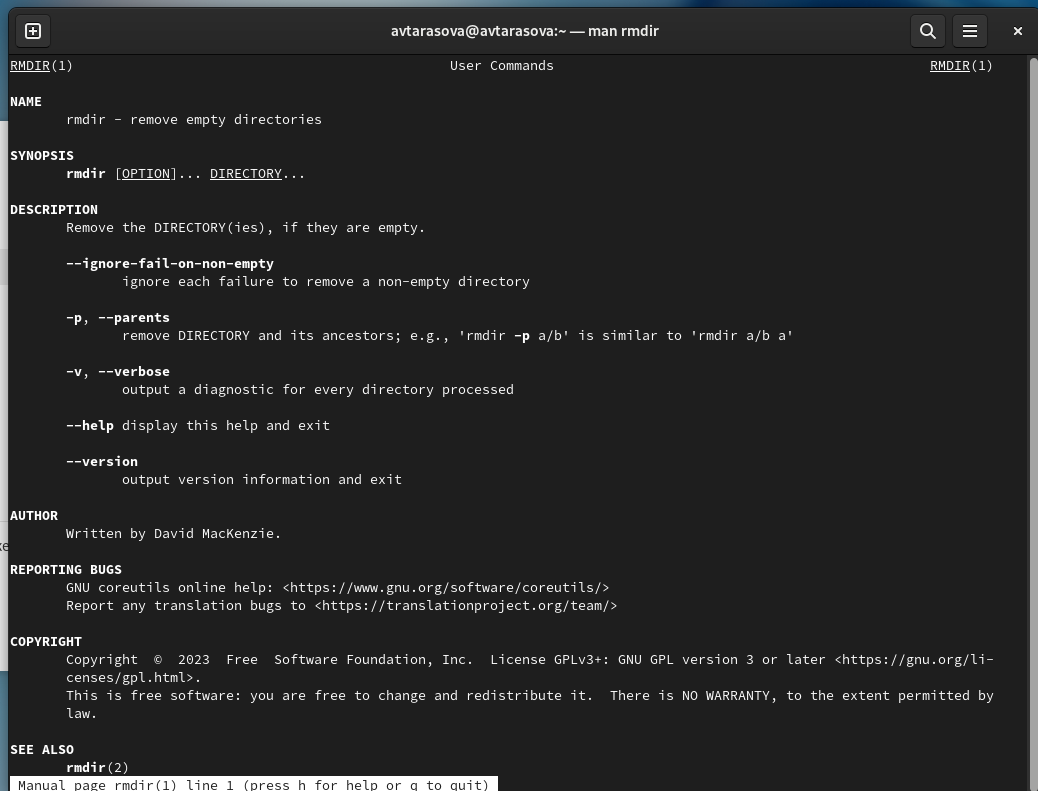 avtarasova@avtarasova:~ — man rmdir
RMDIR(1) User Commands RMDIR(1)
NAME
rmdir - remove empty directories
SYNOPSIS
rmdir [OPTION]... DIRECTORY...
DESCRIPTION
Remove the DIRECTORY(ies), if they are empty.
--ignore-fail-on-non-empty
ignore each failure to remove a non-empty directory
-p, --parents
remove DIRECTORY and its ancestors; e.g., 'rmdir -p a/b' is similar to 'rmdir a/b a'
-v, --verbose
output a diagnostic for every directory processed
--help display this help and exit
--version
output version information and exit
AUTHOR
Written by David MacKenzie.
REPORTING BUGS
GNU coreutils online help: <https://www.gnu.org/software/coreutils/>
Report any translation bugs to <https://translationproject.org/team/>
COPYRIGHT
Copyright © 2023 Free Software Foundation, Inc. License GPLv3+: GNU GPL version 3 or later <https://gnu.org/li-
censes/gpl.html>.
This is free software: you are free to change and redistribute it. There is NO WARRANTY, to the extent permitted by
law.
SEE ALSO
rmdir(2)
Manual page rmdir(1) line 1 (press h for help or q to quit)